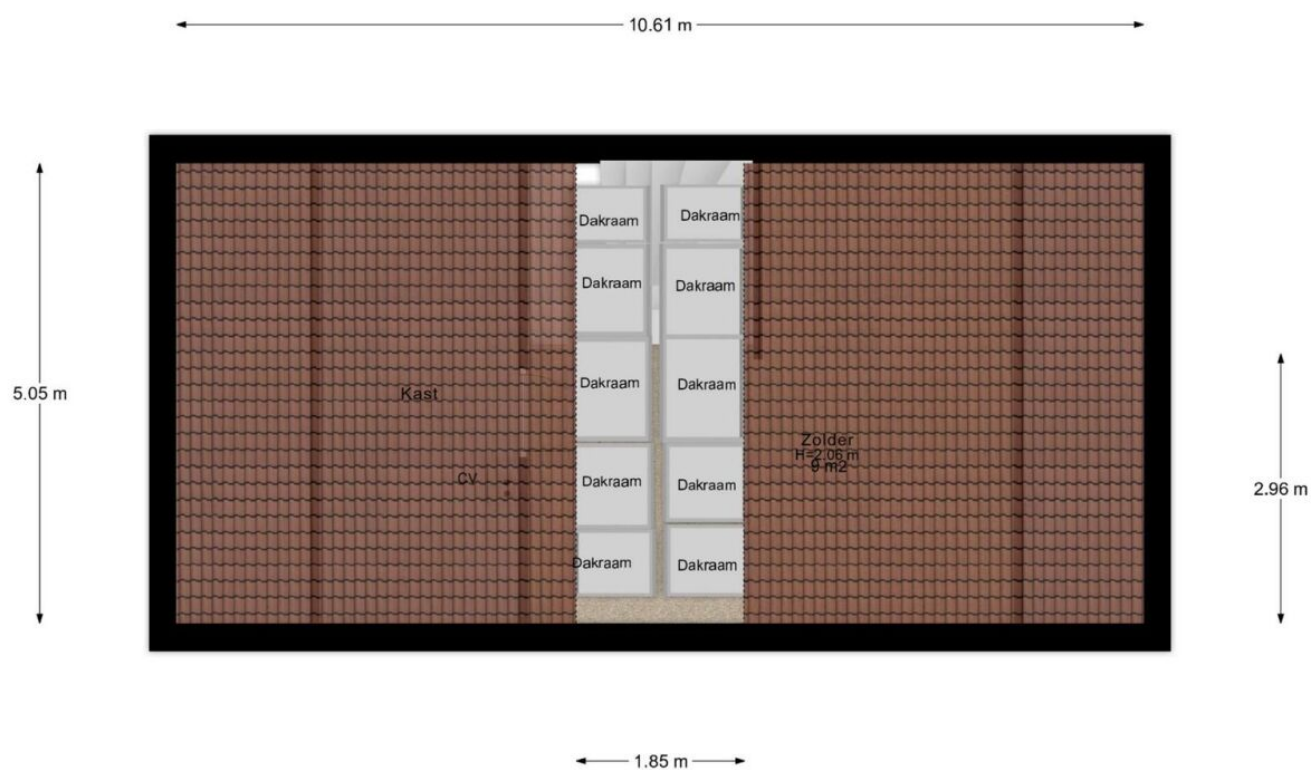 10.61 m
Dakraam
Dakraam
Dakraam
Dakraam
Dakraam
Dakraam
5.05 m
Kast
Zolder
H=2.06 m
9 m2
CV
Dakraam
Dakraam
2.96 m
Dakraam
Dakraam
1.85 m